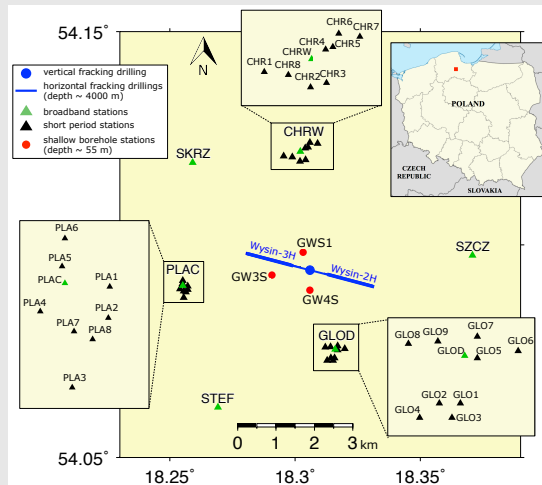 54.15°
N
vertical fracking drilling
horizontal fracking drillings
(depth ~ 4000 m)
broadband stations
short period stations
shallow borehole stations
(depth ~ 55 m)
CHR6
CHR7
CHR4
CHR5
CHRW
CHR1
CHR8
CHR2
CHR3
POLAND
CZECH
REPUBLIC
SLOVAKIA
CHRW
SKRZ
PLA6
PLA5
PLAC
PLA1
PLA4
PLA2
PLA7
PLA8
PLA3
GWS1
Wysin-3H
Wysin-2H
SZCZ
PLAC
GW3S
GW4S
GLOD
GLO7
GLO8
GLO9
GLOD
GLO5
GLO6
GLO2
GLO1
GLO4
GLO3
STEF
0 1 2 3
km
54.05°
18.25°
18.3°
18.35°